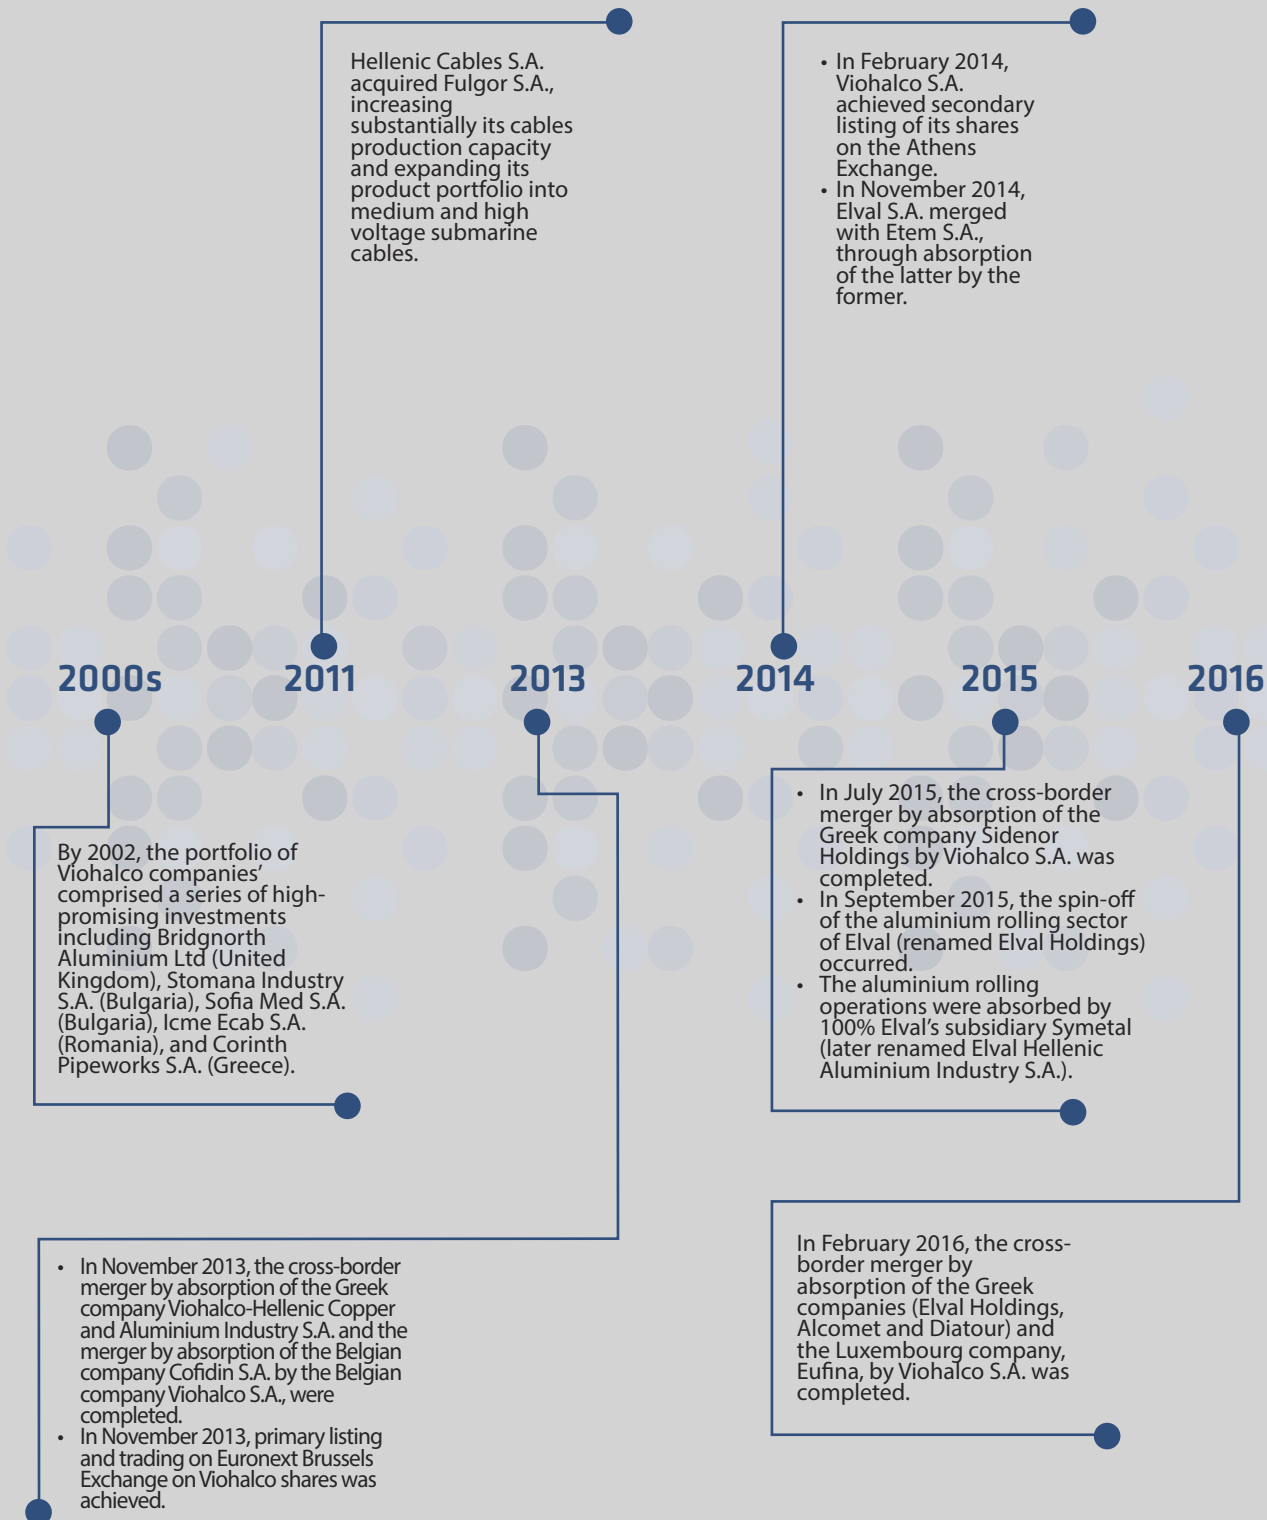 Hellenic Cables S.A.
acquired Fulgor S.A.,
increasing
substantially its cables
production capacity
and expanding its
product portfolio into
medium and high
voltage submarine
cables.
• In February 2014,
Viohalco S.A.
achieved secondary
listing of its shares
on the Athens
Exchange.
• In November 2014,
Elval S.A. merged
with Etem S.A.,
through absorption
of the latter by the
former.
2000s
2011
2013
2014
2015
2016
By 2002, the portfolio of
Viohalco companies’
comprised a series of high-
promising investments
including Bridgnorth
Aluminium Ltd (United
Kingdom), Stomana Industry
S.A. (Bulgaria), Sofia Med S.A.
(Bulgaria), Icme Ecab S.A.
(Romania), and Corinth
Pipeworks S.A. (Greece).
• In July 2015, the cross-border
merger by absorption of the
Greek company Sidenor
Holdings by Viohalco S.A. was
completed.
• In September 2015, the spin-off
of the aluminium rolling sector
of Elval (renamed Elval Holdings)
occurred.
• The aluminium rolling
operations were absorbed by
100% Elval’s subsidiary Symetal
(later renamed Elval Hellenic
Aluminium Industry S.A.).
• In November 2013, the cross-border
merger by absorption of the Greek
company Viohalco-Hellenic Copper
and Aluminium Industry S.A. and the
merger by absorption of the Belgian
company Cofidin S.A. by the Belgian
company Viohalco S.A., were
completed.
• In November 2013, primary listing
and trading on Euronext Brussels
Exchange on Viohalco shares was
achieved.
In February 2016, the cross-
border merger by
absorption of the Greek
companies (Elval Holdings,
Alcomet and Diatour) and
the Luxembourg company,
Eufina, by Viohalco S.A. was
completed.